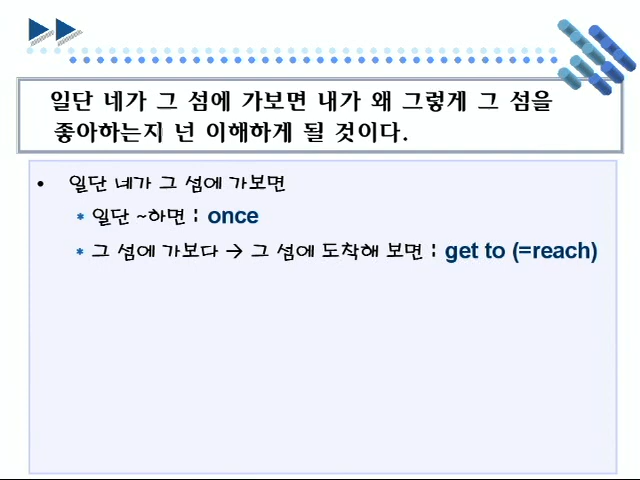 일단 네가 그 섬에 가보면 내가 왜 그렇게 그 섬을
좋아하는지 넌 이해하게 될 것이다.
• 일단 네가 그 섬에 가보면
* 일단 ~하면 : once
* 그 섬에 가보다 → 그 섬에 도착해 보면 : get to (=reach)